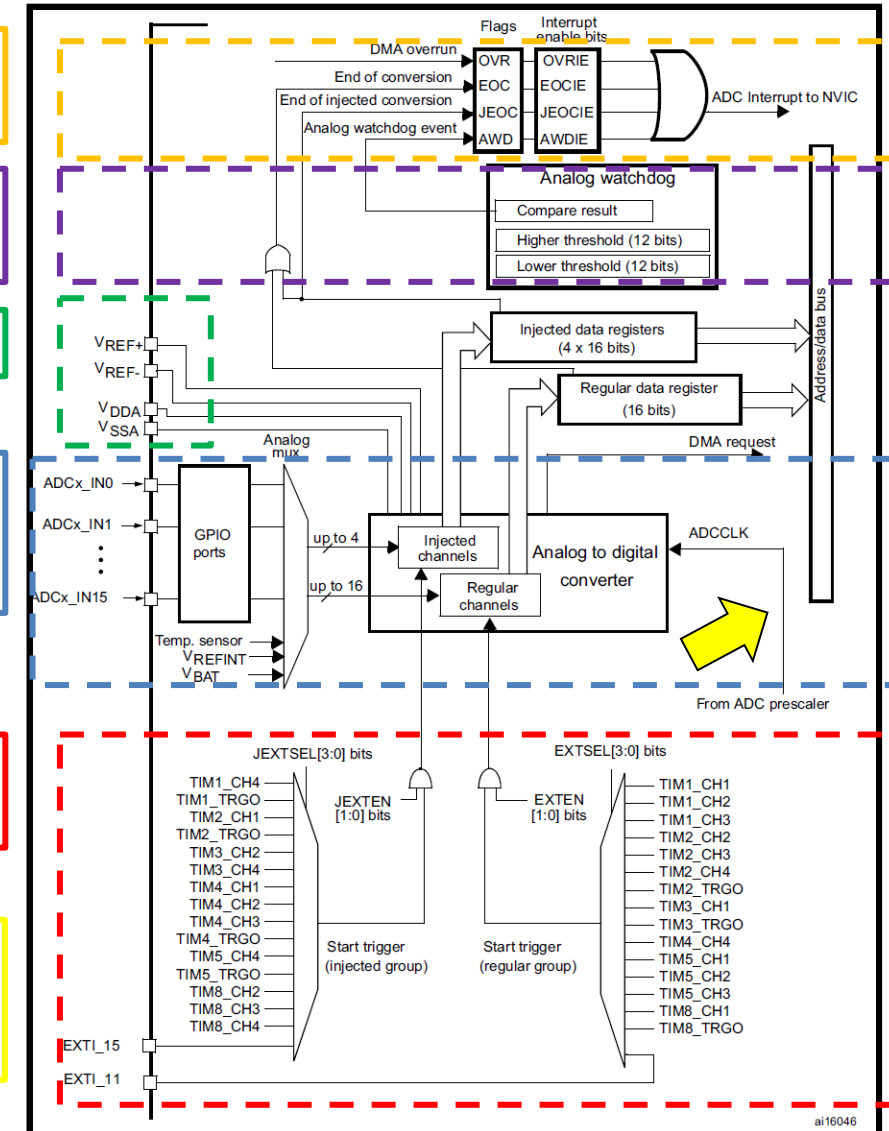 Flags
Interrupt
enable bits
DMA overrun
OVR
OVRIE
End of conversion
EOC
EOCIE
End of injected conversion
JEOC
JEOCIE
ADC Interrupt to NVIC
Analog watchdog event
AWD
AWDIE
Analog watchdog
Compare result
Higher threshold (12 bits)
Lower threshold (12 bits)
Address/data bus
Injected data registers
(4 x 16 bits)
Regular data register
(16 bits)
VREF+
VREF-
VDDA
VSSA
Analog
mux
DMA request
ADCx_IN0
ADCx_IN1
ADCx_IN15
GPIO
ports
up to 4
up to 16
Injected
channels
Regular
channels
Analog to digital
converter
ADCCLK
Temp. sensor
VREFINT
VBAT
From ADC prescaler
JEXTSEL[3:0] bits
EXTSEL[3:0] bits
JEXTEN
[1:0] bits
EXTEN
[1:0] bits
TIM1_CH4
TIM1_TRGO
TIM2_CH1
TIM2_TRGO
TIM3_CH2
TIM3_CH4
TIM4_CH1
TIM4_CH2
TIM4_CH3
TIM4_TRGO
TIM5_CH4
TIM5_TRGO
TIM8_CH2
TIM8_CH3
TIM8_CH4
Start trigger
(injected group)
Start trigger
(regular group)
TIM1_CH1
TIM1_CH2
TIM1_CH3
TIM2_CH2
TIM2_CH3
TIM2_CH4
TIM2_TRGO
TIM3_CH1
TIM3_TRGO
TIM4_CH4
TIM5_CH1
TIM5_CH2
TIM5_CH3
TIM8_CH1
TIM8_TRGO
EXTI_15
EXTI_11
ai16046